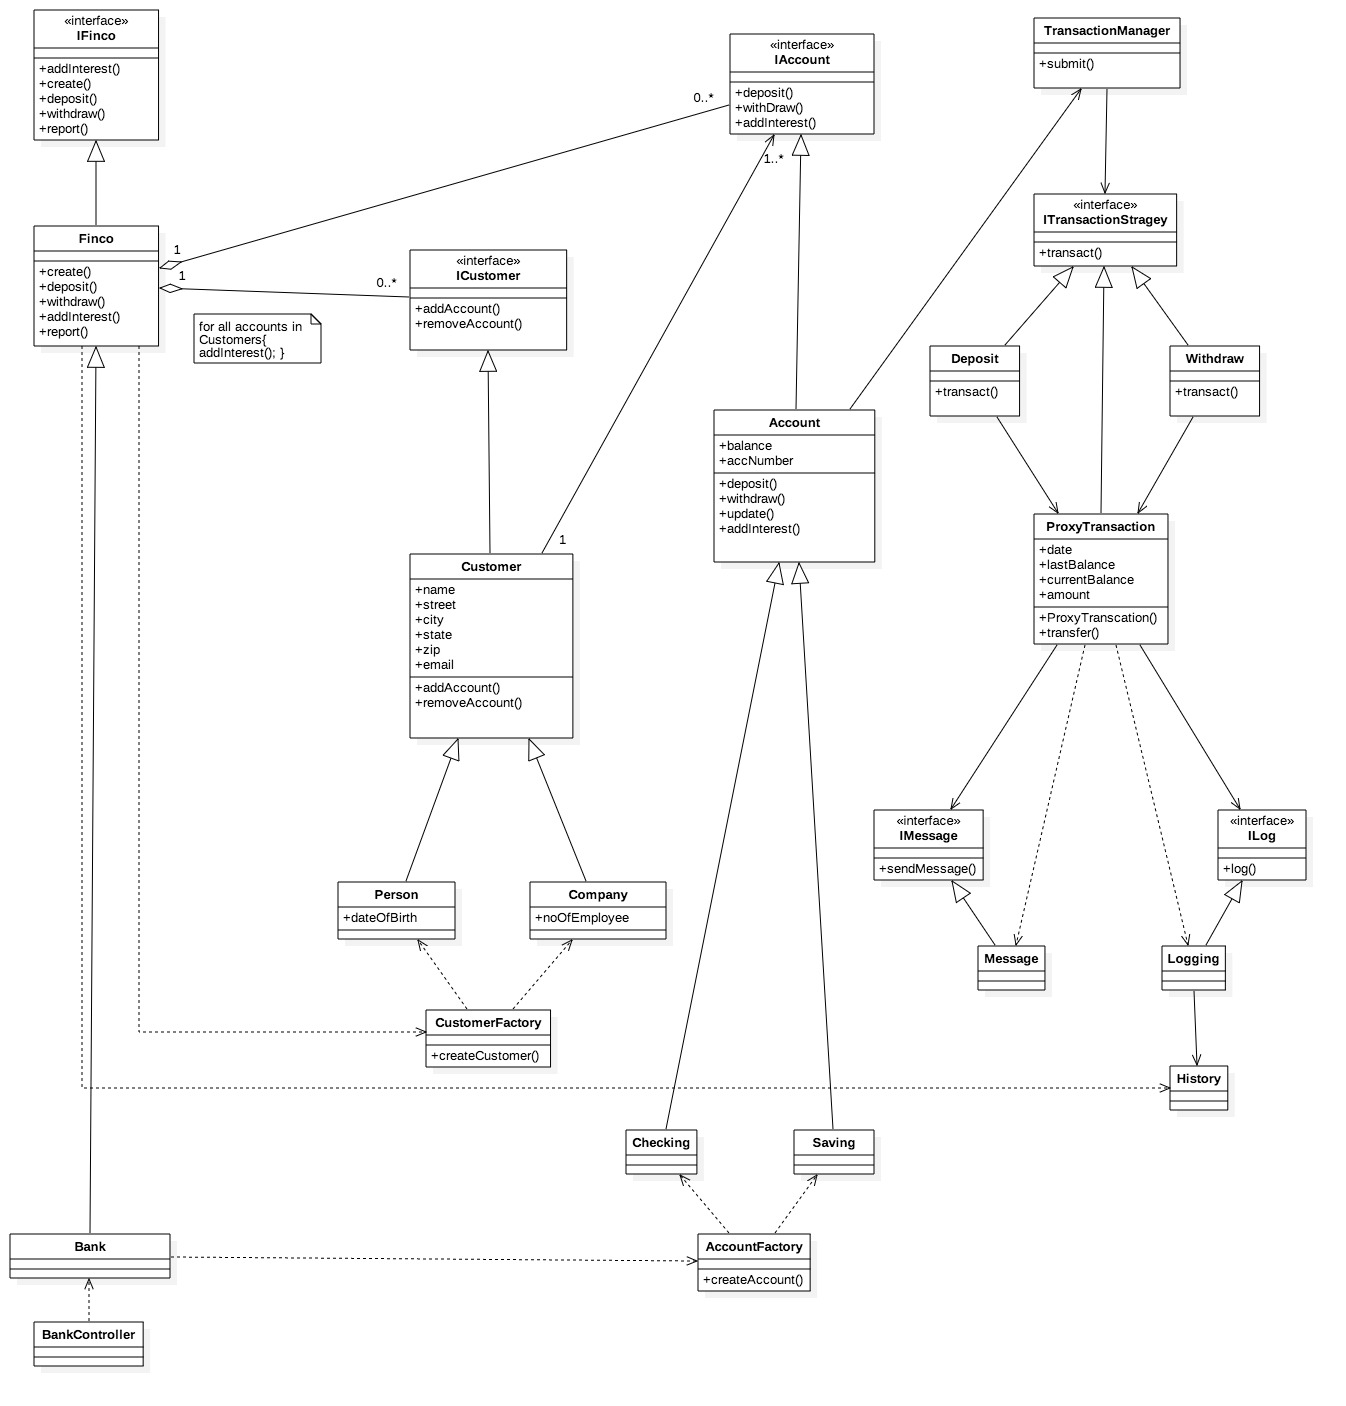 «interface»
IFinco
+addInterest()
+create()
+deposit()
+withdraw()
+report()
«interface»
IAccount
+deposit()
+withDraw()
+addInterest()
TransactionManager
+submit()
0..*
1..*
«interface»
ITransactionStragey
+transact()
Finco
+create()
+deposit()
+withdraw()
+addInterest()
+report()
1
1
0..*
«interface»
ICustomer
+addAccount()
+removeAccount()
for all accounts in
Customers{
addInterest(); }
Deposit
+transact()
Withdraw
+transact()
Account
+balance
+accNumber
+deposit()
+withdraw()
+update()
+addInterest()
1
Customer
+name
+street
+city
+state
+zip
+email
+addAccount()
+removeAccount()
ProxyTransaction
+date
+lastBalance
+currentBalance
+amount
+ProxyTranscation()
+transfer()
«interface»
IMessage
+sendMessage()
«interface»
ILog
+log()
Person
+dateOfBirth
Company
+noOfEmployee
Message
Logging
CustomerFactory
+createCustomer()
History
Checking
Saving
Bank
AccountFactory
+createAccount()
BankController